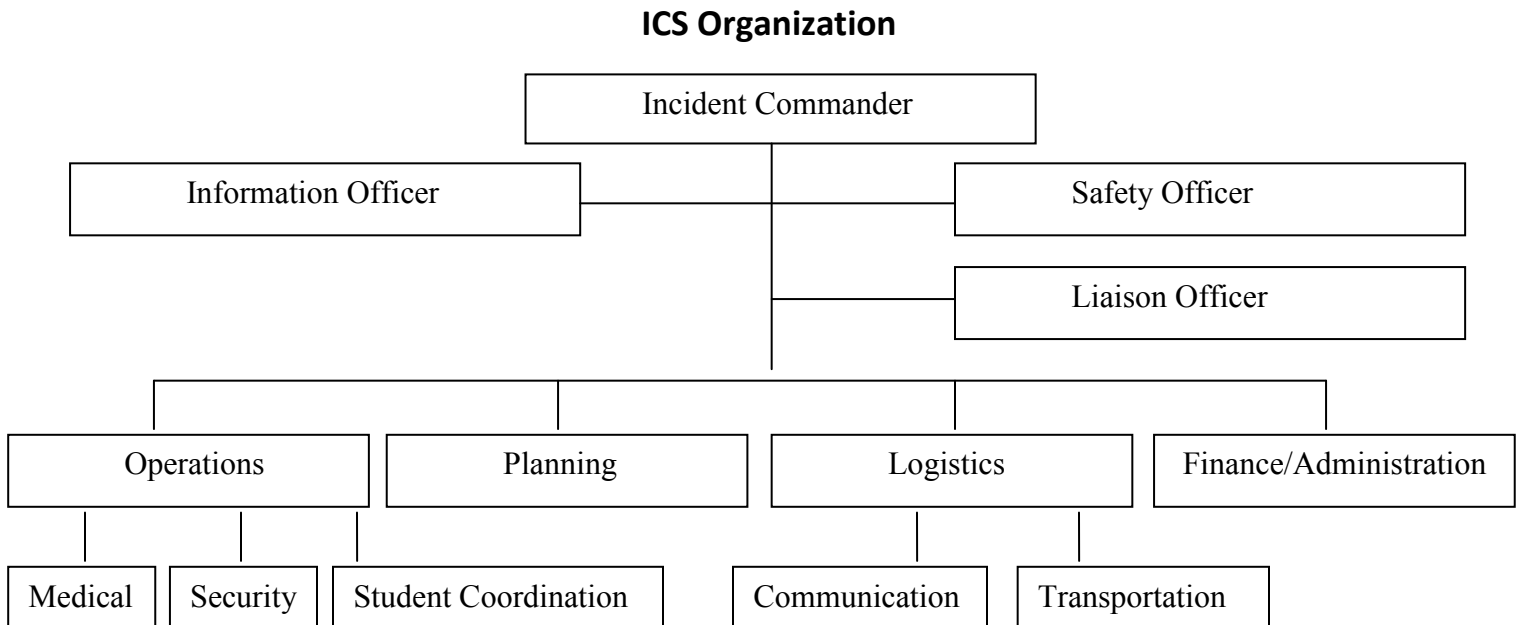 ICS Organization
Incident Commander
Information Officer
Safety Officer
Liaison Officer
Operations
Planning
Logistics
Finance/Administration
Medical
Security
Student Coordination
Communication
Transportation